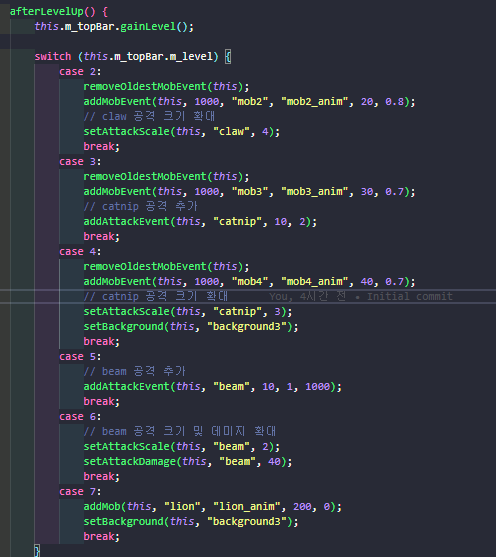 afterLevelUp() {
    this.m_topBar.gainLevel();

    switch (this.m_topBar.m_level) {
        case 2:
            removeOldestMobEvent(this);
            addMobEvent(this, 1000, "mob2", "mob2_anim", 20, 0.8);
            // claw 공격 크기 확대
            setAttackScale(this, "claw", 4);
            break;
        case 3:
            removeOldestMobEvent(this);
            addMobEvent(this, 1000, "mob3", "mob3_anim", 30, 0.7);
            // catnip 공격 추가
            addAttackEvent(this, "catnip", 10, 2);
            break;
        case 4:
            removeOldestMobEvent(this);
            addMobEvent(this, 1000, "mob4", "mob4_anim", 40, 0.7);
            // catnip 공격 크기 확대    You, 4시간 전 • Initial commit
            setAttackScale(this, "catnip", 3);
            setBackground(this, "background3");
            break;
        case 5:
            // beam 공격 추가
            addAttackEvent(this, "beam", 10, 1, 1000);
            break;
        case 6:
            // beam 공격 크기 및 데미지 확대
            setAttackScale(this, "beam", 2);
            setAttackDamage(this, "beam", 40);
            break;
        case 7:
            addMob(this, "lion", "lion_anim", 200, 0);
            setBackground(this, "background3");
            break;
    }